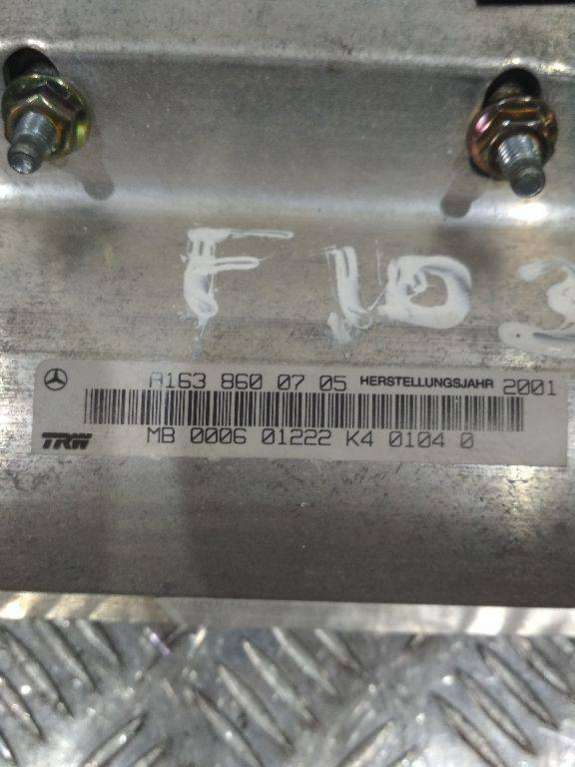 F103
A163 860 07 05 HERSTELLUNGSJAHR 2001
TRW MB 0006 01222 K4 0104 0